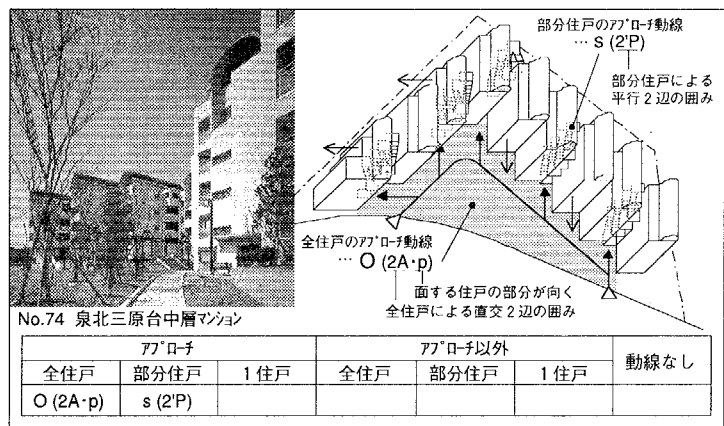 部分住戸のアプローチ動線
… s (2'P)
部分住戸による
平行2辺の囲み
全住戸のアプローチ動線
… O (2A·p)
面する住戸の部分が向く
全住戸による直交2辺の囲み
No.74 泉北三原台中層マンション
アプローチ アプローチ以外 動線なし
全住戸 部分住戸 1住戸 全住戸 部分住戸 1住戸
O (2A·p) s (2'P)